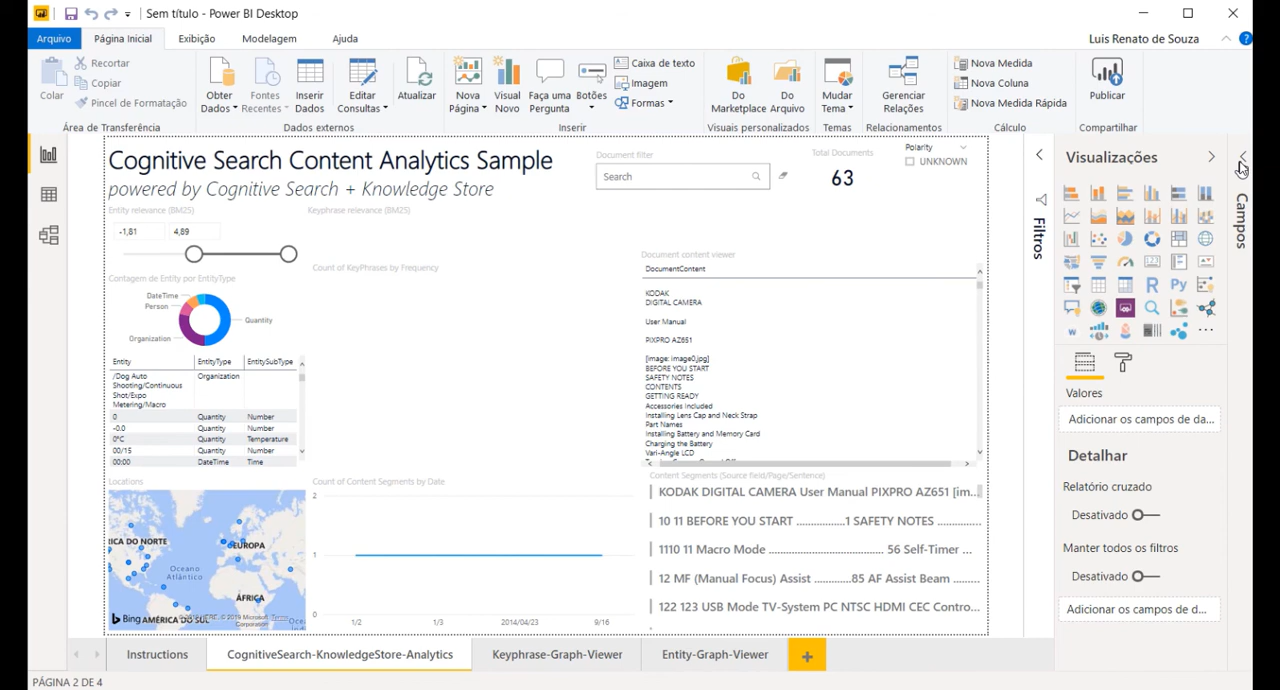 Sem título - Power BI Desktop
Arquivo
Página Inicial
Exibição
Modelagem
Ajuda
Luis Renato de Souza
Colar
Recortar
Copiar
Pincel de Formatação
Área de Transferência
Obter
Dados
Fontes
Recentes
Inserir
Dados
Editar
Consultas
Atualizar
Dados externos
Nova
Página
Visual
Novo
Faça uma
Pergunta
Botões
Caixa de texto
Imagem
Formas
Inserir
Do
Marketplace
Do
Arquivo
Visuais personalizados
Mudar
Tema
Temas
Gerenciar
Relações
Relacionamentos
Nova Medida
Nova Coluna
Nova Medida Rápida
Cálculo
Publicar
Compartilhar
Cognitive Search Content Analytics Sample
powered by Cognitive Search + Knowledge Store
Document filter
Search
Total Documents
63
Polarity
UNKNOWN
Entity relevance (BM25)
-1,81 4,89
Keyphrase relevance (BM25)
Contagem de Entity por EntityType
DateTime
Person
Organization
Quantity
Count of KeyPhrases by Frequency
Entity EntityType EntitySubType
/Dog Auto Organization
Shooting/Continuous
Shot/Expo
Metering/Macro
0 Quantity Number
-0.0 Quantity Number
0°C Quantity Temperature
00/15 Quantity Number
00:00 DateTime Time
Document content viewer
DocumentContent
KODAK
DIGITAL CAMERA
User Manual
PIXPRO AZ651
[image: image0.jpg]
BEFORE YOU START
SAFETY NOTES
CONTENTS
GETTING READY
Accessories Included
Installing Lens Cap and Neck Strap
Part Names
Installing Battery and Memory Card
Charging the Battery
Vari-Angle LCD
Locations
RICA DO NORTE
EUROPA
Oceano
Atlântico
ÁFRICA
Bing
AMÉRICA DO SUL
Count of Content Segments by Date
2
1
0
1/2 1/3 2014/04/23 9/16
Content Segments (Source field/Page/Sentence)
KODAK DIGITAL CAMERA User Manual PIXPRO AZ651 [im...
10 11 BEFORE YOU START ................1 SAFETY NOTES ..............
1110 11 Macro Mode .................................. 56 Self-Timer ...
12 MF (Manual Focus) Assist ............85 AF Assist Beam .........
122 123 USB Mode TV-System PC NTSC HDMI CEC Contro...
Filtros
Visualizações
Campos
Valores
Adicionar os campos de da...
Detalhar
Relatório cruzado
Desativado
Manter todos os filtros
Desativado
Adicionar os campos de d...
Instructions
CognitiveSearch-KnowledgeStore-Analytics
Keyphrase-Graph-Viewer
Entity-Graph-Viewer
PÁGINA 2 DE 4